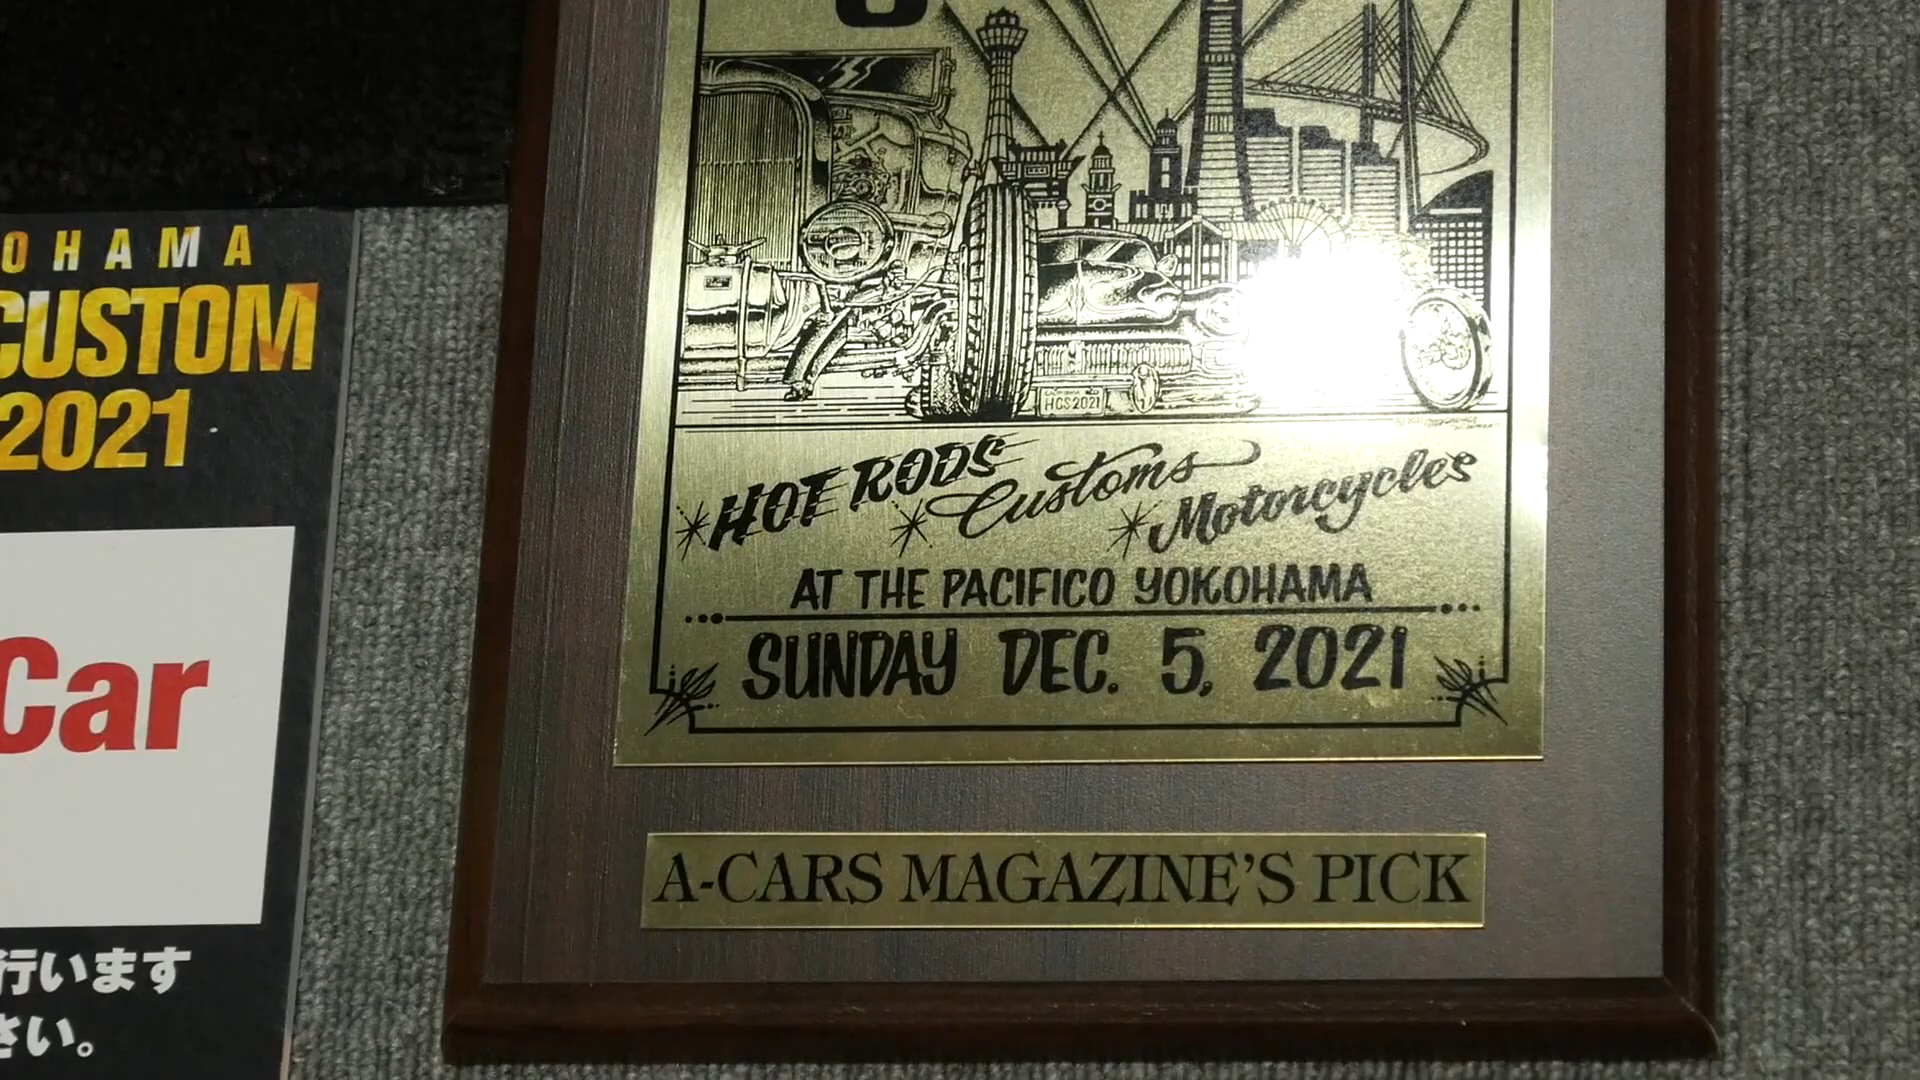 OHAMA
CUSTOM
2021
Car
行います
さい。
HCS2021
HOT RODS Customs Motorcycles
AT THE PACIFICO YOKOHAMA
SUNDAY DEC. 5, 2021
A-CARS MAGAZINE'S PICK